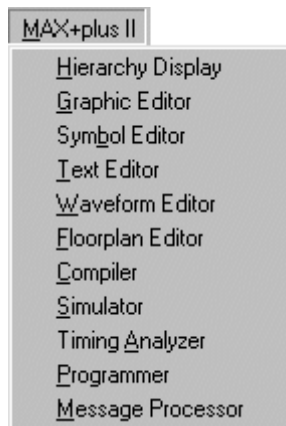 MAX+plus II
Hierarchy Display
Graphic Editor
Symbol Editor
Text Editor
Waveform Editor
Floorplan Editor
Compiler
Simulator
Timing Analyzer
Programmer
Message Processor